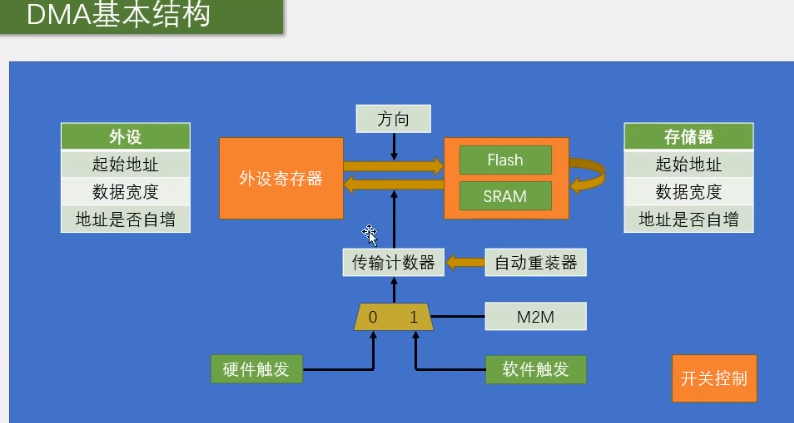 DMA基本结构
方向
外设
起始地址
数据宽度
地址是否自增
外设寄存器
Flash
SRAM
存储器
起始地址
数据宽度
地址是否自增
传输计数器
自动重装器
0 1
M2M
硬件触发
软件触发
开关控制